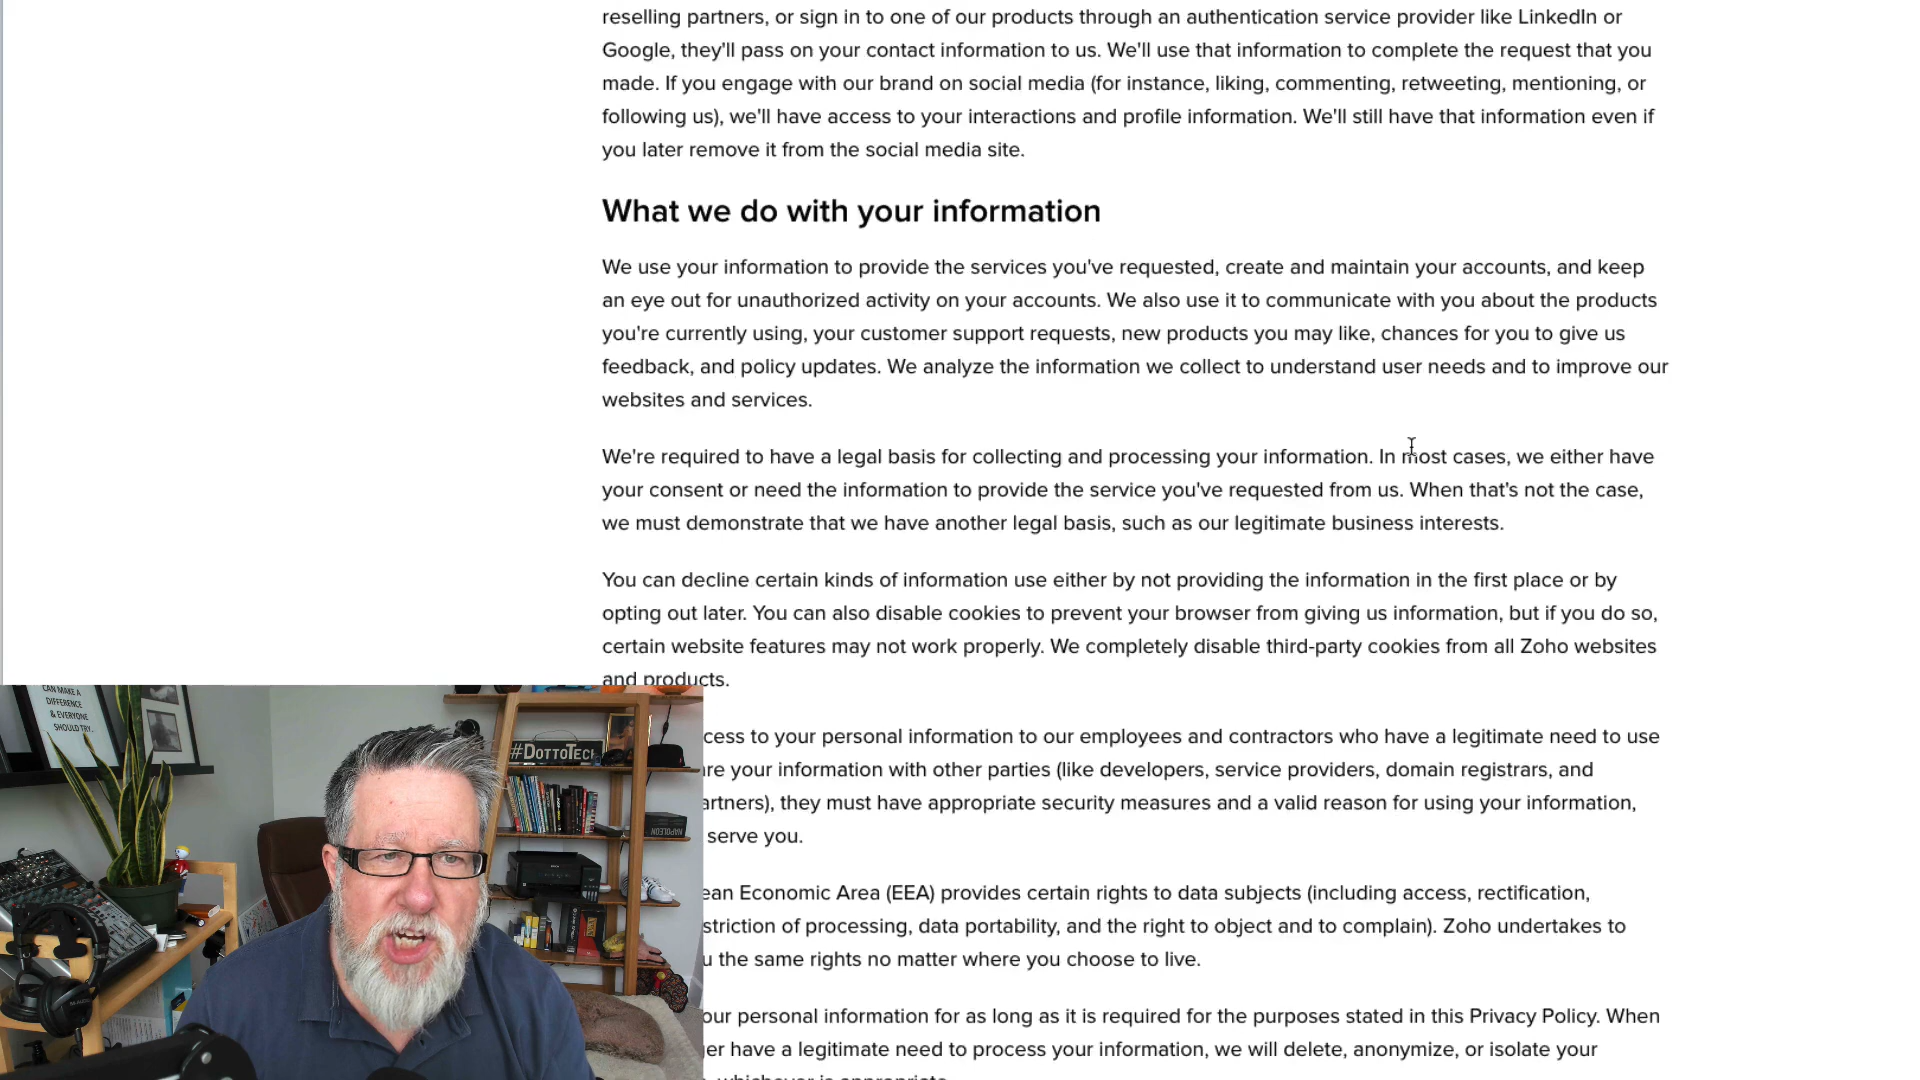 reselling partners, or sign in to one of our products through an authentication service provider like LinkedIn or
Google, they'll pass on your contact information to us. We'll use that information to complete the request that you
made. If you engage with our brand on social media (for instance, liking, commenting, retweeting, mentioning, or
following us), we'll have access to your interactions and profile information. We'll still have that information even if
you later remove it from the social media site.
What we do with your information
We use your information to provide the services you've requested, create and maintain your accounts, and keep
an eye out for unauthorized activity on your accounts. We also use it to communicate with you about the products
you're currently using, your customer support requests, new products you may like, chances for you to give us
feedback, and policy updates. We analyze the information we collect to understand user needs and to improve our
websites and services.
We're required to have a legal basis for collecting and processing your information. In most cases, we either have
your consent or need the information to provide the service you've requested from us. When that's not the case,
we must demonstrate that we have another legal basis, such as our legitimate business interests.
You can decline certain kinds of information use either by not providing the information in the first place or by
opting out later. You can also disable cookies to prevent your browser from giving us information, but if you do so,
certain website features may not work properly. We completely disable third-party cookies from all Zoho websites
and products.
cess to your personal information to our employees and contractors who have a legitimate need to use
re your information with other parties (like developers, service providers, domain registrars, and
artners), they must have appropriate security measures and a valid reason for using your information,
serve you.
ean Economic Area (EEA) provides certain rights to data subjects (including access, rectification,
striction of processing, data portability, and the right to object and to complain). Zoho undertakes to
u the same rights no matter where you choose to live.
our personal information for as long as it is required for the purposes stated in this Privacy Policy. When
er have a legitimate need to process your information, we will delete, anonymize, or isolate your
CAN MAKE A
DIFFERENCE
& EVERYONE
SHOULD TRY.
#DOTTOTECH
NAPOLEON
EPSON